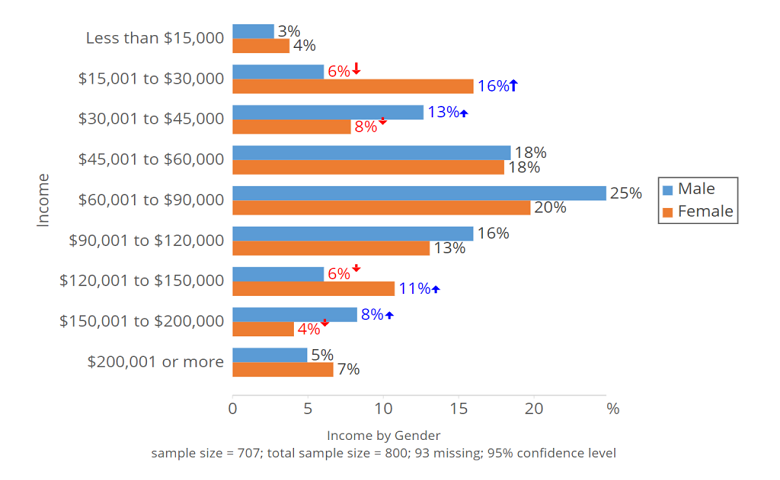 Less than $15,000 3%
4%
$15,001 to $30,000 6%
16%
$30,001 to $45,000 13%
8%
$45,001 to $60,000 18%
18%
$60,001 to $90,000 25%
20%
$90,001 to $120,000 16%
13%
$120,001 to $150,000 6%
11%
$150,001 to $200,000 8%
4%
$200,001 or more 5%
7%
Income
Male
Female
0 5 10 15 20 %
Income by Gender
sample size = 707; total sample size = 800; 93 missing; 95% confidence level